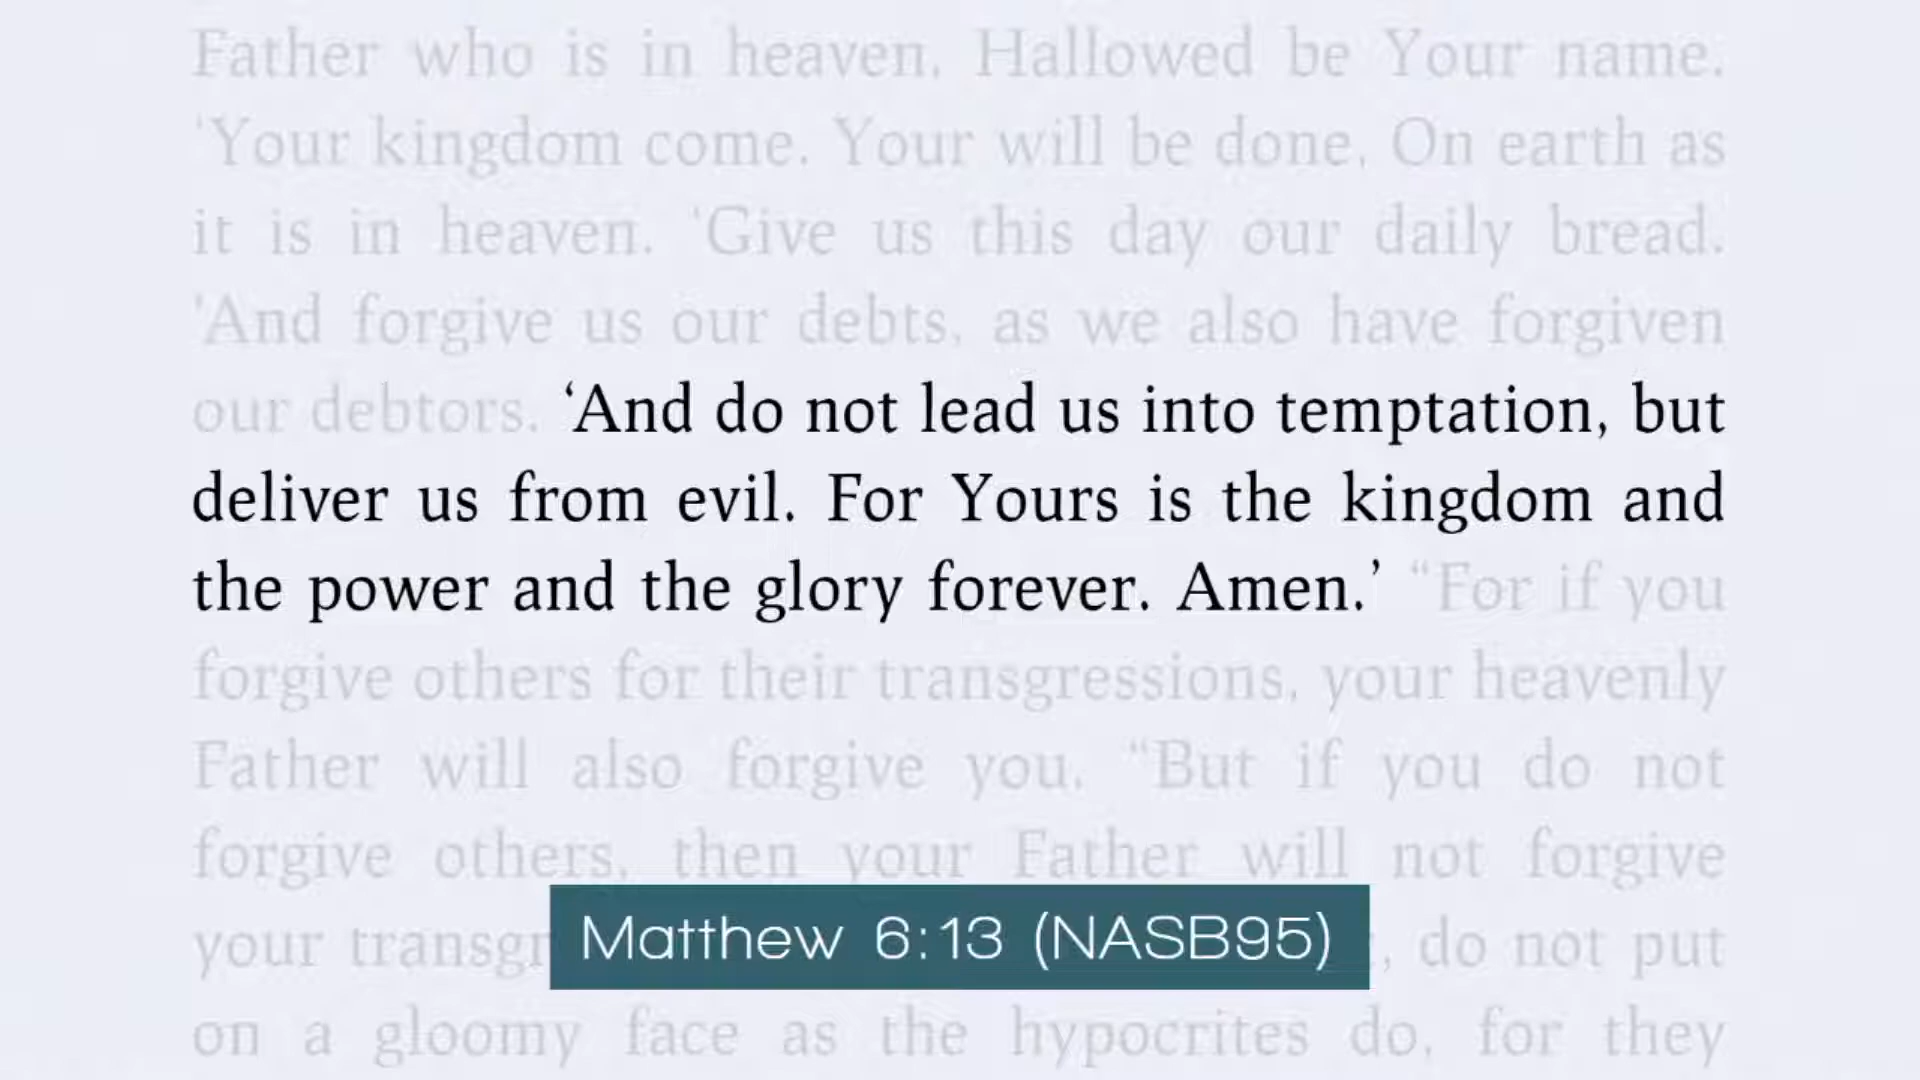 Father who is in heaven, Hallowed be Your name.
‘Your kingdom come. Your will be done, On earth as
it is in heaven. ‘Give us this day our daily bread.
‘And forgive us our debts, as we also have forgiven
our debtors. ‘And do not lead us into temptation, but
deliver us from evil. For Yours is the kingdom and
the power and the glory forever. Amen.’ “For if you
forgive others for their transgressions, your heavenly
Father will also forgive you. “But if you do not
forgive others, then your Father will not forgive
your , do not put
on a gloomy face as the hypocrites do, for they
Matthew 6:13 (NASB95)